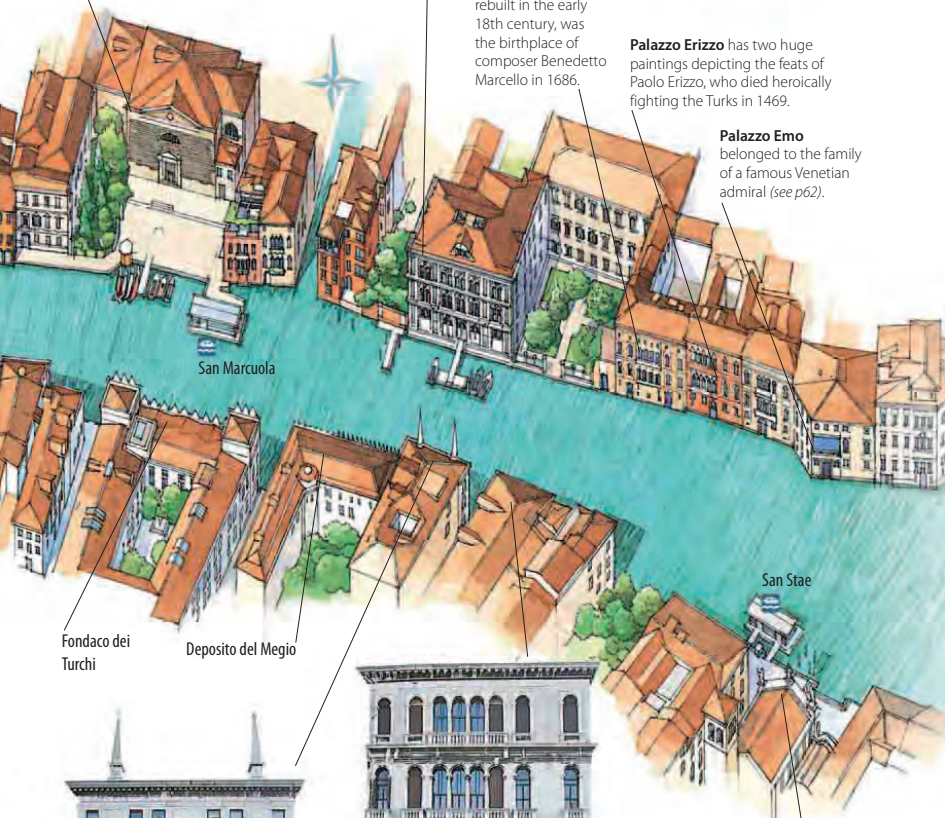 rebuilt in the early
18th century, was
the birthplace of
composer Benedetto
Marcello in 1686.
Palazzo Erizzo has two huge
paintings depicting the feats of
Paolo Erizzo, who died heroically
fighting the Turks in 1469.
Palazzo Emo
belonged to the family
of a famous Venetian
admiral (see p62).
San Marcuola
San Stae
Fondaco dei
Turchi
Deposito del Megio